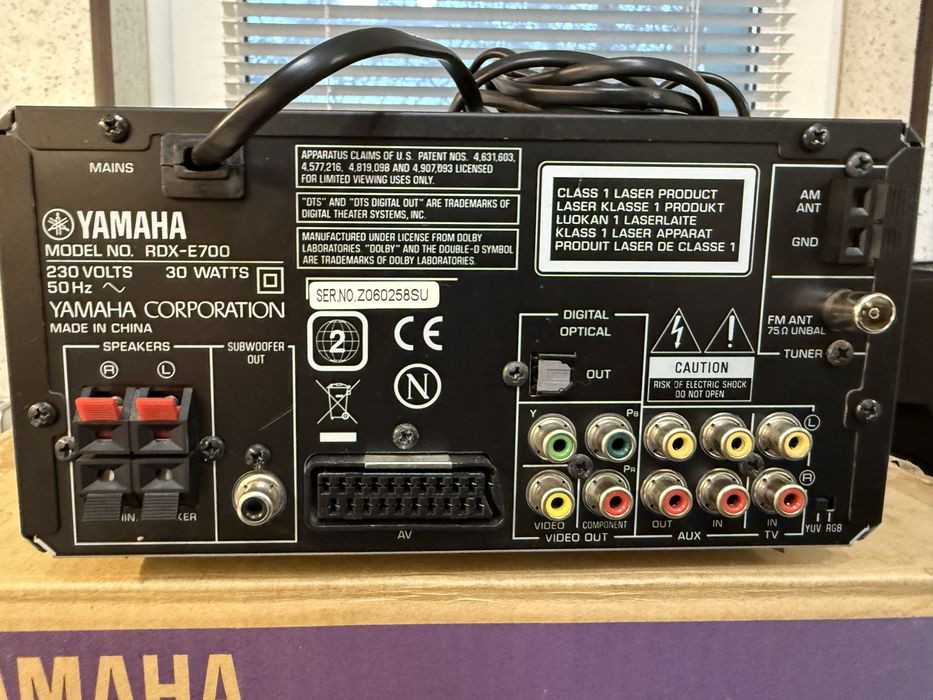 MAINS
YAMAHA
MODEL NO. RDX-E700
230 VOLTS 30 WATTS
50Hz
YAMAHA CORPORATION
MADE IN CHINA
APPARATUS CLAIMS OF U.S. PATENT NOS. 4,631,603,
4,577,216, 4,819,098 AND 4,907,093 LICENSED
FOR LIMITED VIEWING USES ONLY.
"DTS" AND "DTS DIGITAL OUT" ARE TRADEMARKS OF
DIGITAL THEATER SYSTEMS, INC.
MANUFACTURED UNDER LICENSE FROM DOLBY
LABORATORIES. "DOLBY" AND THE DOUBLE-D SYMBOL
ARE TRADEMARKS OF DOLBY LABORATORIES.
SER.NO.Z060258SU
2
CE
N
CLASS 1 LASER PRODUCT
LASER KLASSE 1 PRODUKT
LUOKAN 1 LASERLAITE
KLASS 1 LASER APPARAT
PRODUIT LASER DE CLASSE 1
AM
ANT
GND
FM ANT
75Ω UNBAL
TUNER
SPEAKERS
R L
SUBWOOFER
OUT
AV
DIGITAL
OPTICAL
OUT
CAUTION
RISK OF ELECTRIC SHOCK
DO NOT OPEN
Y PB
PR
VIDEO COMPONENT
VIDEO OUT
OUT IN
AUX
L
R
IN
TV
YUV RGB
AMAHA